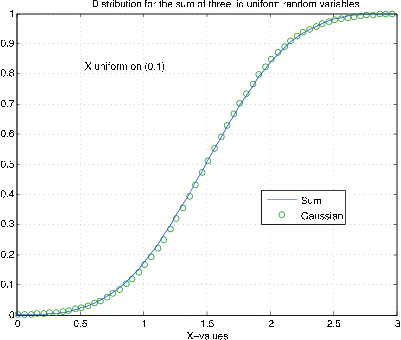 Distribution for the sum of three iid uniform random variables
1
0.9
X uniform on (0.1)
0.8
0.7
0.6
0.5
0.4
Sum
Gaussian
0.3
0.2
0.1
0
0 0.5 1 1.5 2 2.5 3
X-values